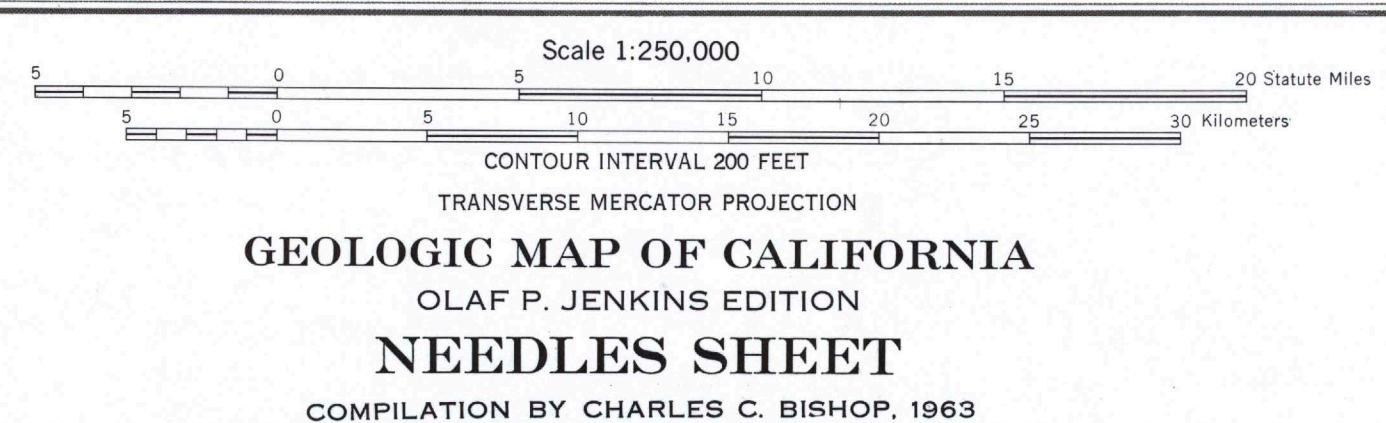 Scale 1:250,000
5 0 5 10 15 20 Statute Miles
5 0 5 10 15 20 25 30 Kilometers
CONTOUR INTERVAL 200 FEET
TRANSVERSE MERCATOR PROJECTION
GEOLOGIC MAP OF CALIFORNIA
OLAF P. JENKINS EDITION
NEEDLES SHEET
COMPILATION BY CHARLES C. BISHOP, 1963